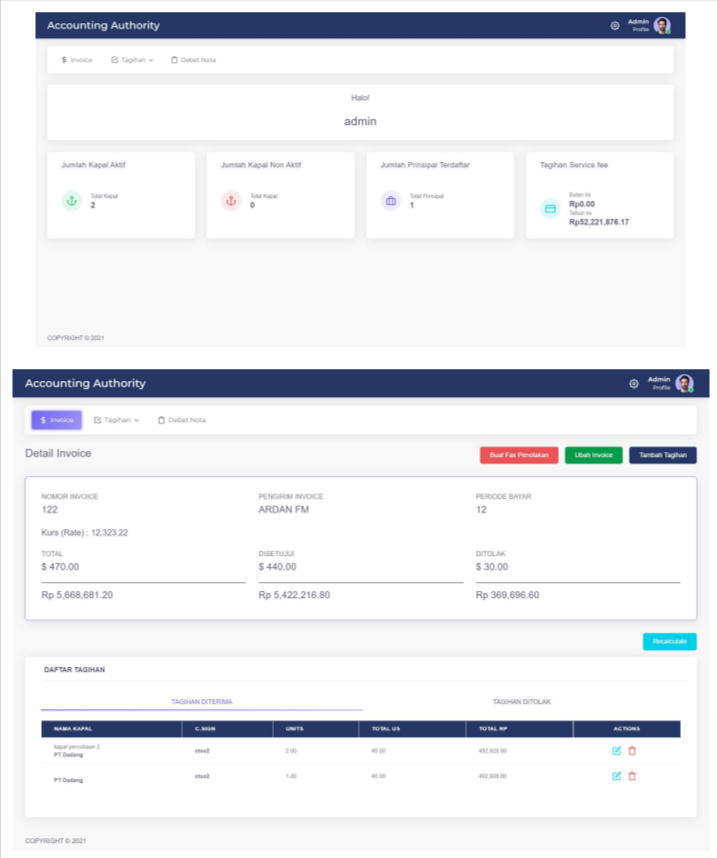 Accounting Authority
Admin
Profile
$ Invoice Tagihan Debet Nota
Halo!
admin
Jumlah Kapal Aktif
Total Kapal
2
Jumlah Kapal Non Aktif
Total Kapal
0
Jumlah Prinsipal Terdaftar
Total Prinsipal
1
Tagihan Service fee
Bulan Ini
Rp0.00
Tahun Ini
Rp52,221,876.17
COPYRIGHT © 2021
Accounting Authority
Admin
Profile
$ Invoice Tagihan Debet Nota
Detail Invoice
Buat Fax Penolakan Ubah Invoice Tambah Tagihan
NOMOR INVOICE PENGIRIM INVOICE PERIODE BAYAR
122 ARDAN FM 12
Kurs (Rate) : 12,323.22
TOTAL DISETUJUI DITOLAK
$ 470.00 $ 440.00 $ 30.00
Rp 5,668,681.20 Rp 5,422,216.80 Rp 369,696.60
Recalculate
DAFTAR TAGIHAN
TAGIHAN DITERIMA TAGIHAN DITOLAK
NAMA KAPAL C.SIGN UNITS TOTAL US TOTAL RP ACTIONS
kapal percobaan 2
PT Dadang
2.00 40.00 492,928.80
PT Dadang 1.00 40.00 492,928.80
COPYRIGHT © 2021